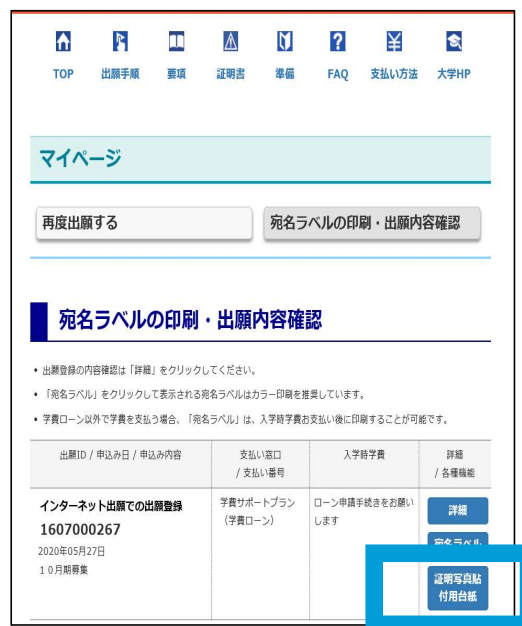 TOP 出願手順 要項 証明書 準備 FAQ 支払い方法 大学HP
マイページ
再度出願する 宛名ラベルの印刷・出願内容確認
宛名ラベルの印刷・出願内容確認
• 出願登録の内容確認は「詳細」をクリックしてください。
• 「宛名ラベル」をクリックして表示される宛名ラベルはカラー印刷を推奨しています。
• 学費ローン以外で学費を支払う場合、「宛名ラベル」は、入学時学費お支払い後に印刷することが可能です。
出願ID / 申込み日 / 申込み内容 支払い窓口 入学時学費 詳細
/ 支払い番号 / 各種機能
インターネット出願での出願登録 学費サポートプラン ローン申請手続きをお願い 詳細
1607000267 （学費ローン） します
2020年05月27日 宛名ラベル
１０月期募集 証明写真貼
付用台紙